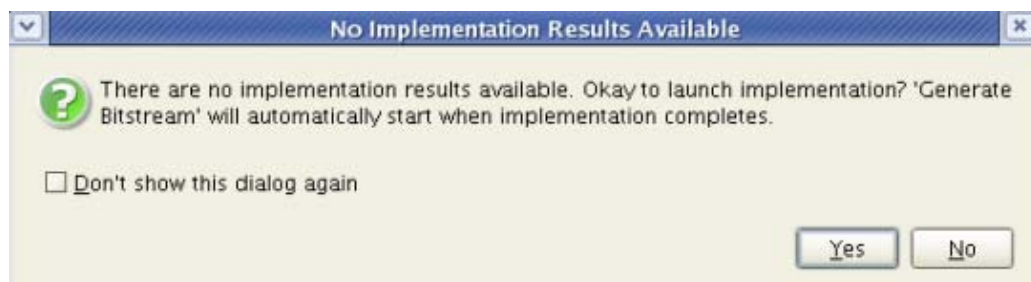 No Implementation Results Available
There are no implementation results available. Okay to launch implementation? 'Generate
Bitstream' will automatically start when implementation completes.
Don't show this dialog again
Yes
No